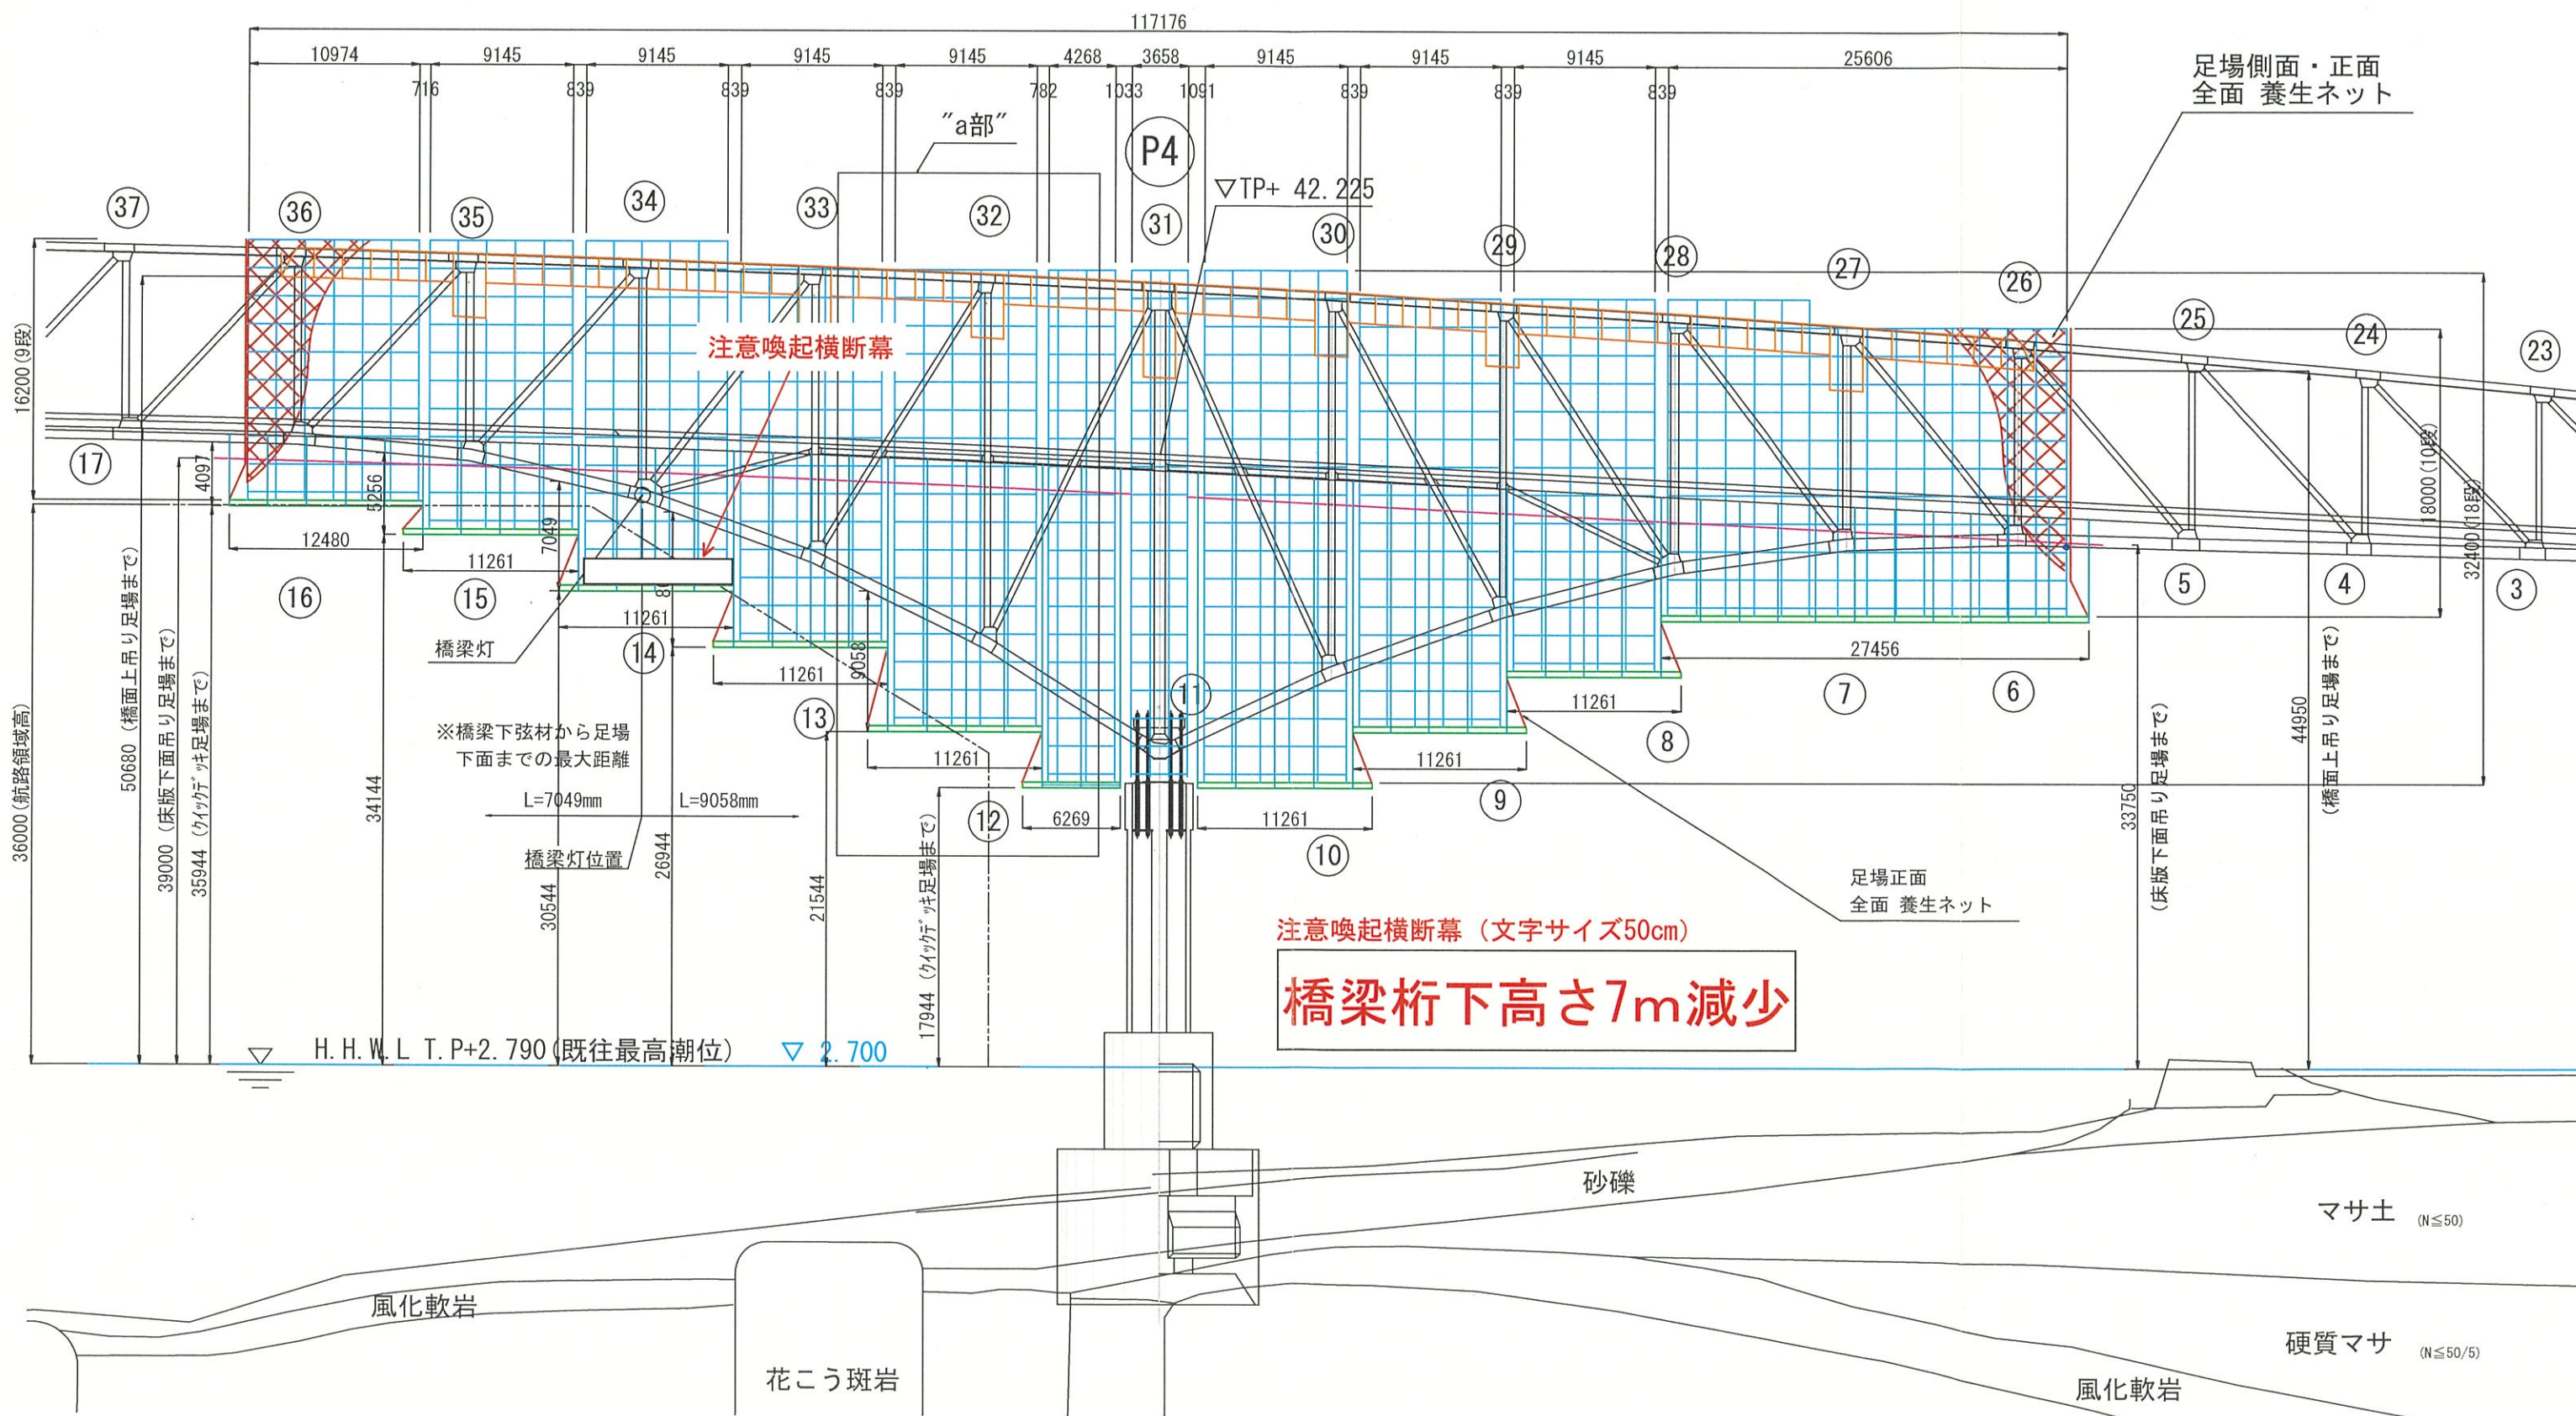 117176
10974
9145
9145
9145
9145
4268
3658
9145
9145
9145
25606
716
839
839
839
782
1033
1091
839
839
839
足場側面・正面
全面 養生ネット
"a部"
P4
▽TP+ 42.225
37
36
35
34
33
32
31
30
29
28
27
26
25
24
23
注意喚起横断幕
16200(9段)
17
4097
5256
7049
12480
11261
11261
11261
11261
6269
11261
11261
11261
27456
9058
18000(10段)
32400(18段)
16
15
14
13
12
11
10
9
8
7
6
5
4
3
橋梁灯
※橋梁下弦材から足場
下面までの最大距離
L=7049mm
L=9058mm
橋梁灯位置
36000(航路領域高)
50680 (橋面上吊り足場まで)
39000 (床版下面吊り足場まで)
35944 (クイックデッキ足場まで)
34144
30544
26944
21544
17944 (クイックデッキ足場まで)
33750
(床版下面吊り足場まで)
44950
(橋面上吊り足場まで)
足場正面
全面 養生ネット
注意喚起横断幕（文字サイズ50cm）
橋梁桁下高さ7m減少
H.H.W.L T.P+2.790(既往最高潮位)
▽ 2.700
砂礫
マサ土 (N≦50)
風化軟岩
花こう斑岩
硬質マサ (N≦50/5)
風化軟岩